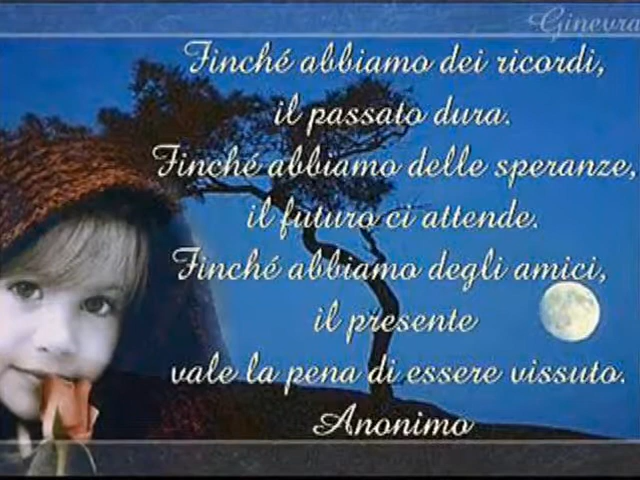 Ginevra
Finché abbiamo dei ricordi,
il passato dura.
Finché abbiamo delle speranze,
il futuro ci attende.
Finché abbiamo degli amici,
il presente
vale la pena di essere vissuto.
Anonimo